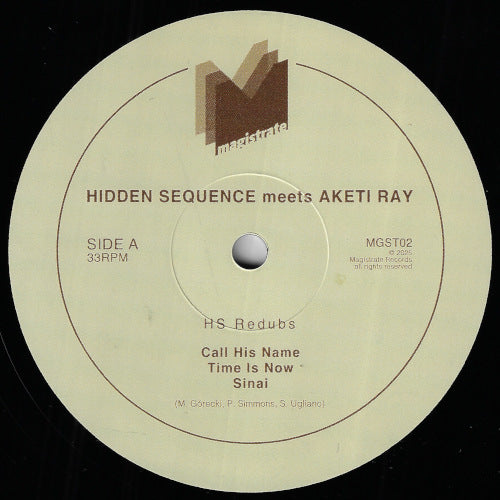 magistrate
HIDDEN SEQUENCE meets AKETI RAY
SIDE A
33RPM
MGST02
© 2025
Magistrate Records
all rights reserved
HS Redubs
Call His Name
Time Is Now
Sinai
(M. Górecki, P. Simmons, S. Ugliano)